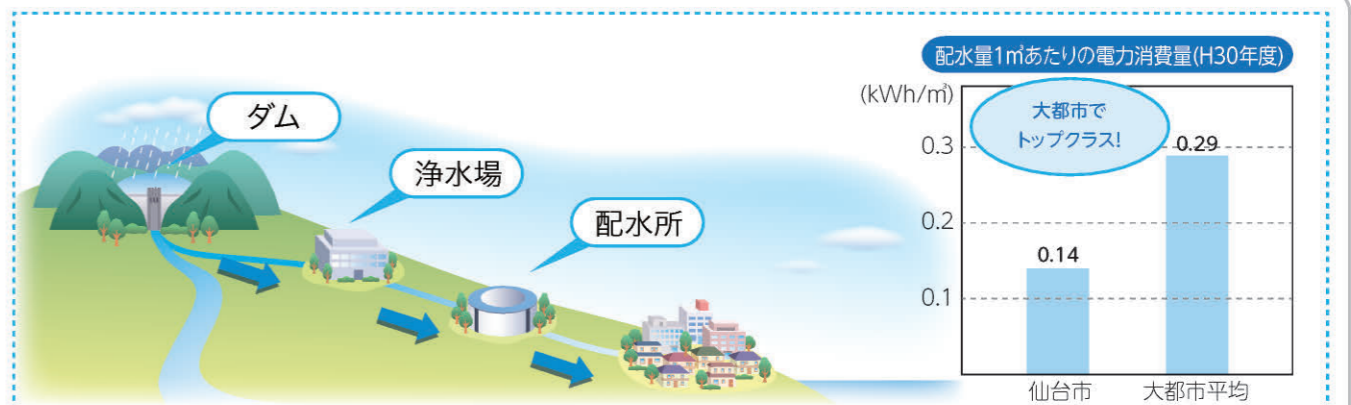 ダム
浄水場
配水所
配水量1㎥あたりの電力消費量(H30年度)
(kWh/㎥)
大都市で
トップクラス!
0.3
0.29
0.2
0.14
0.1
仙台市
大都市平均